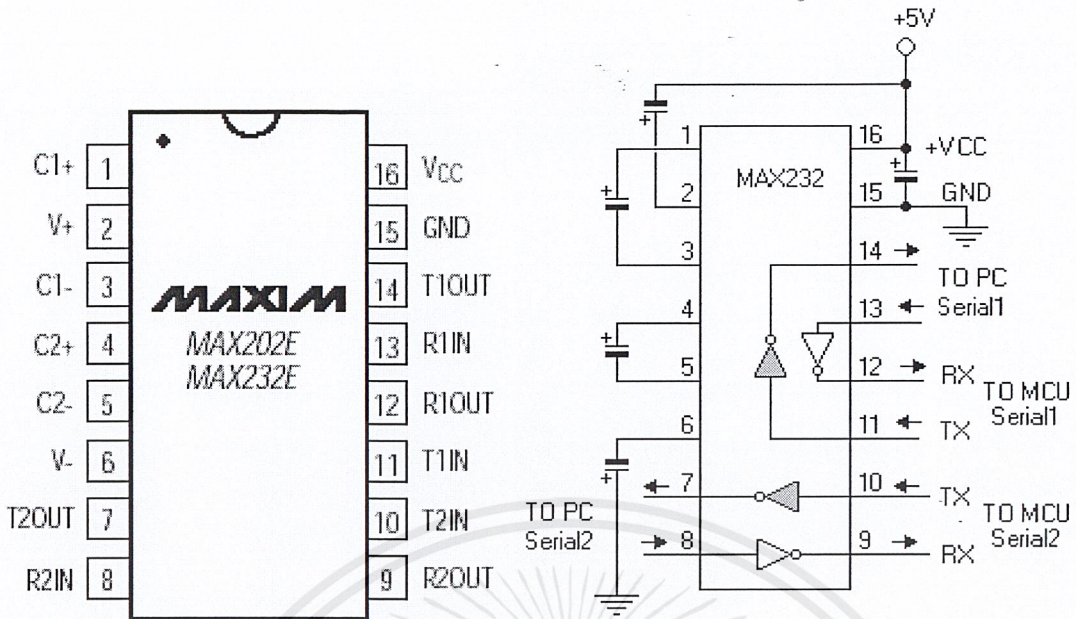 C1+ 1
V+ 2
C1- 3
C2+ 4
C2- 5
V- 6
T2OUT 7
R2IN 8
MAXIM
MAX202E
MAX232E
16 VCC
15 GND
14 T1OUT
13 R1IN
12 R1OUT
11 T1IN
10 T2IN
9 R2OUT
+5V
MAX232
1
2
3
4
5
6
7
8
+
+
+
+
+
16 +VCC
15 GND
14
TO PC
13 Serial1
12 RX
TO MCU
Serial1
11 TX
10 TX
TO MCU
Serial2
9 RX
TO PC
Serial2